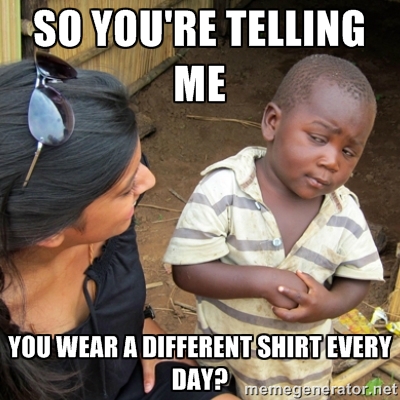 SO YOU'RE TELLING
ME
YOU WEAR A DIFFERENT SHIRT EVERY
DAY?
memegenerator.net